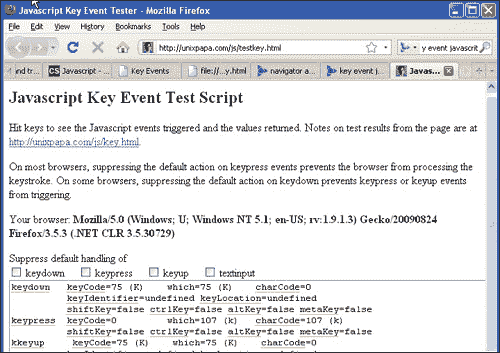 Javascript Key Event Tester - Mozilla Firefox
File Edit View History Bookmarks Tools Help
http://unixpapa.com/js/testkey.html y event javascrit
ind tr Javascript - ... Key Events file://...y.html navigator a key event j... Javas...
Javascript Key Event Test Script
Hit keys to see the Javascript events triggered and the values returned. Notes on test results from the page are at
http://unixpapa.com/js/key.html.
On most browsers, suppressing the default action on keypress events prevents the browser from processing the
keystroke. On some browsers, suppressing the default action on keydown prevents keypress or keyup events
from triggering.
Your browser: Mozilla/5.0 (Windows; U; Windows NT 5.1; en-US; rv:1.9.1.3) Gecko/20090824
Firefox/3.5.3 (.NET CLR 3.5.30729)
Suppress default handling of
keydown keypress keyup textinput
keydown keyCode=75 (K) which=75 (K) charCode=0
keyIdentifier=undefined keyLocation=undefined
shiftKey=false ctrlKey=false altKey=false metaKey=false
keypress keyCode=0 which=107 (k) charCode=107 (k)
shiftKey=false ctrlKey=false altKey=false metaKey=false
kkeyup keyCode=75 (K) which=75 (K) charCode=0